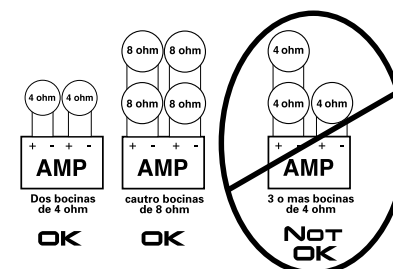 8 ohm 8 ohm 4 ohm
4 ohm 4 ohm 8 ohm 8 ohm 4 ohm 4 ohm
+ - + - + - + - + - + -
AMP AMP AMP
Dos bocinas
de 4 ohm
OK
cautro bocinas
de 8 ohm
OK
3 o mas bocinas
de 4 ohm
NOT
OK